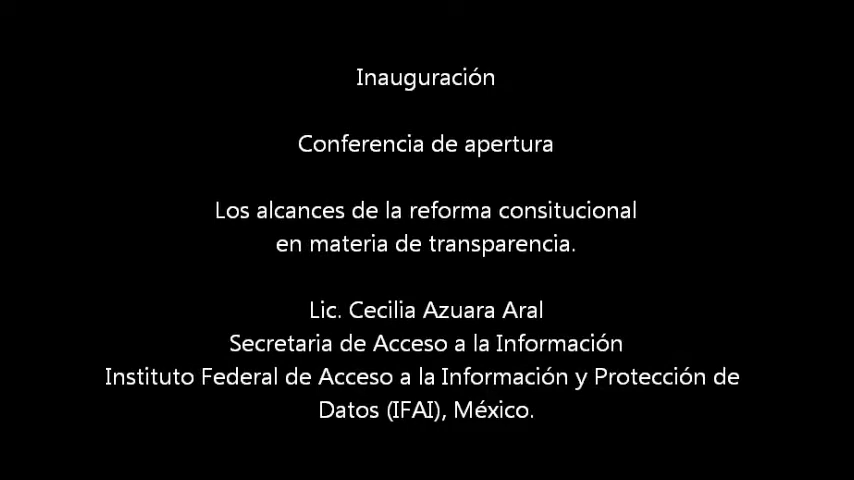 Inauguración
Conferencia de apertura
Los alcances de la reforma consitucional
en materia de transparencia.
Lic. Cecilia Azuara Aral
Secretaria de Acceso a la Información
Instituto Federal de Acceso a la Información y Protección de
Datos (IFAI), México.